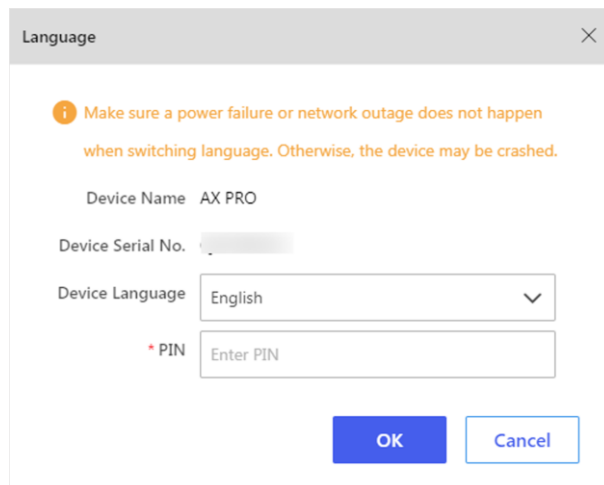 Language
Make sure a power failure or network outage does not happen
when switching language. Otherwise, the device may be crashed.
Device Name AX PRO
Device Serial No.
Device Language English
* PIN Enter PIN
OK Cancel